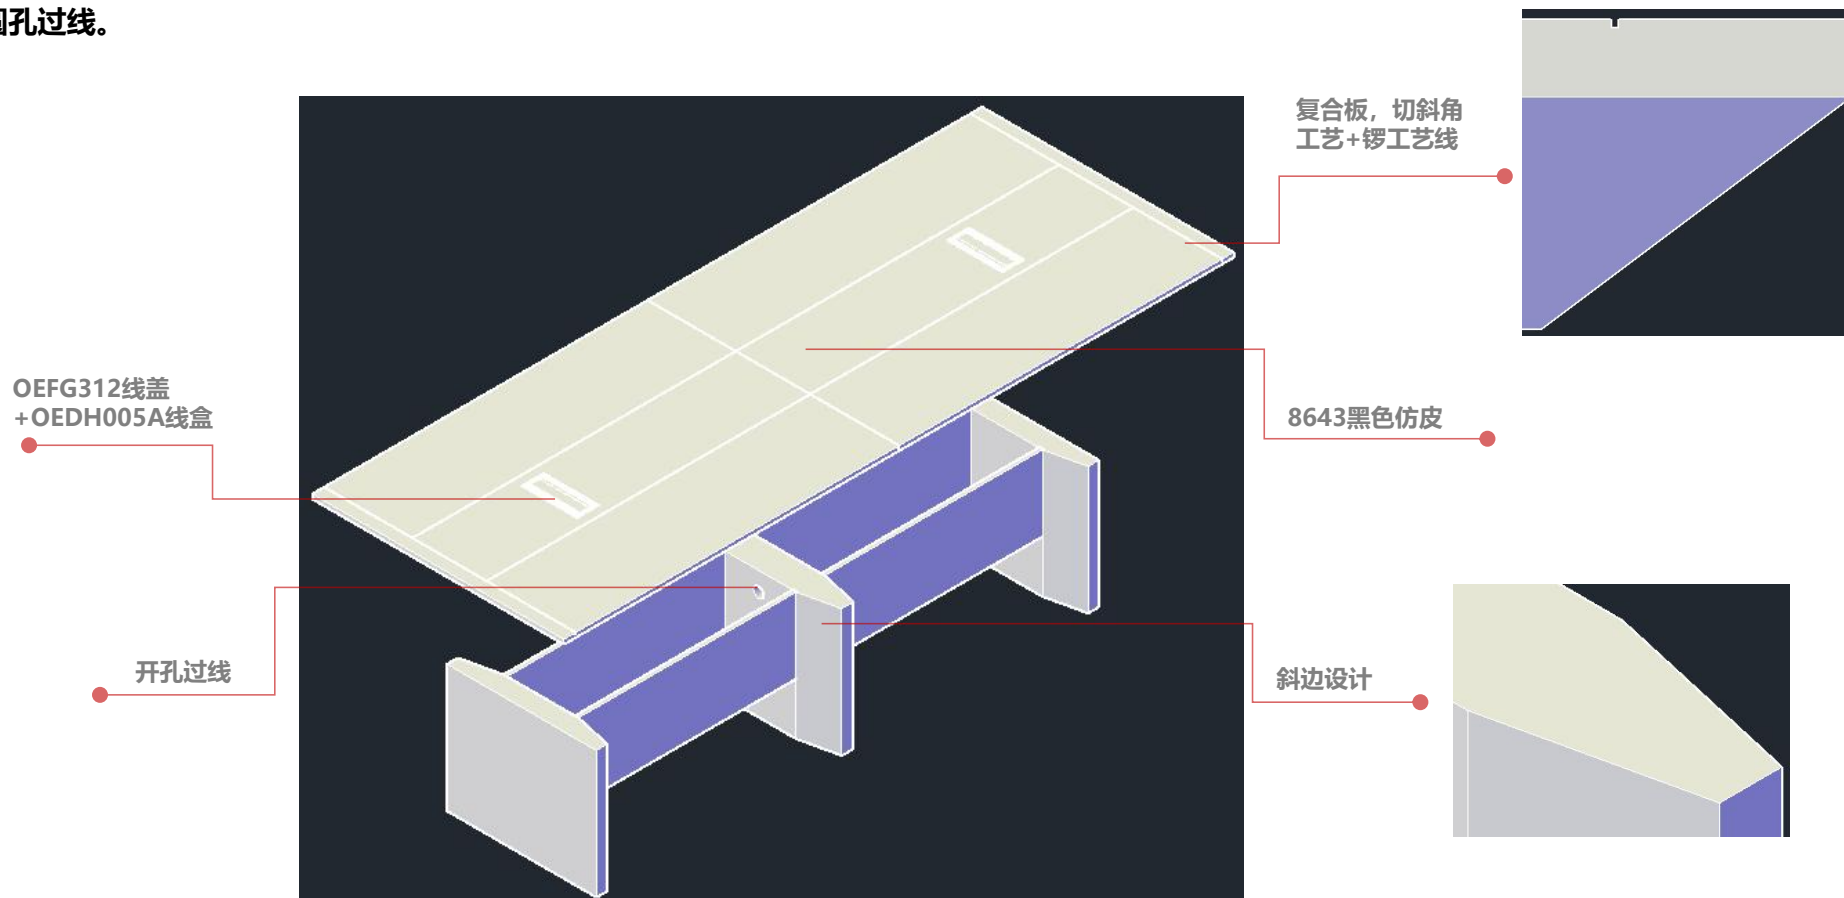 圆孔过线。
复合板，切斜角
工艺+锣工艺线
OEFG312线盖
+OEDH005A线盒
8643黑色仿皮
开孔过线
斜边设计